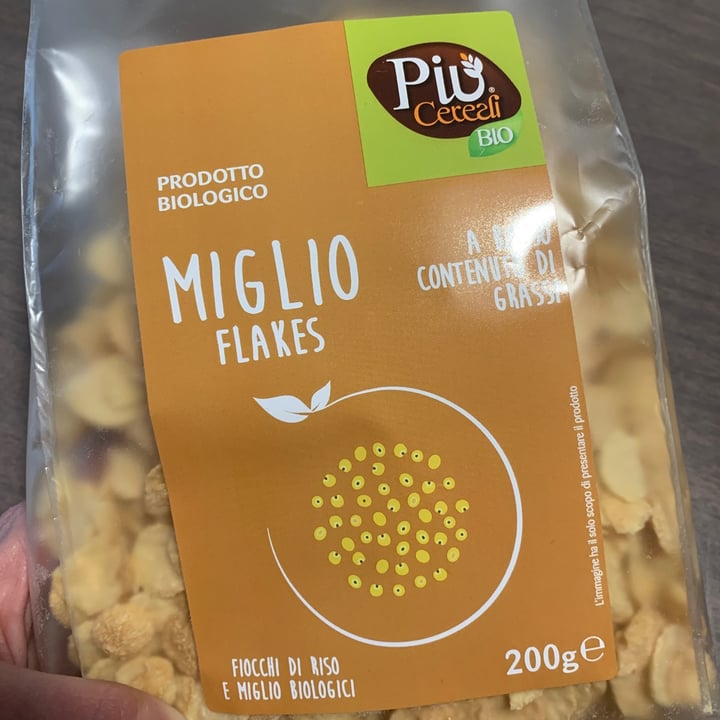 Più
Cereali®
BIO
PRODOTTO
BIOLOGICO
MIGLIO
FLAKES
A
CONTENUTO DI
GRASSI
L'immagine ha il solo scopo di presentare il prodotto
FIOCCHI DI RISO
E MIGLIO BIOLOGICI
200g℮